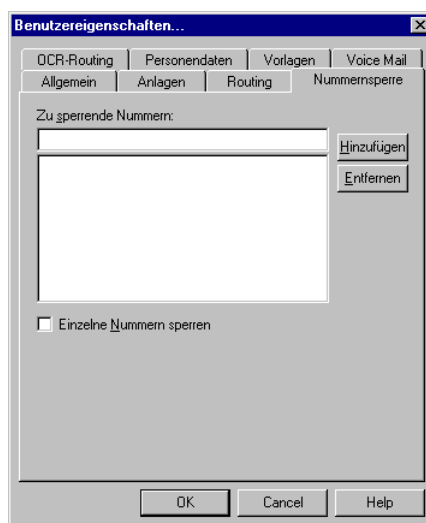 Benutzereigenschaften...
OCR-Routing Personendaten Vorlagen Voice Mail
Allgemein Anlagen Routing Nummernsperre
Zu sperrende Nummern:
Hinzufügen
Entfernen
Einzelne Nummern sperren
OK Cancel Help